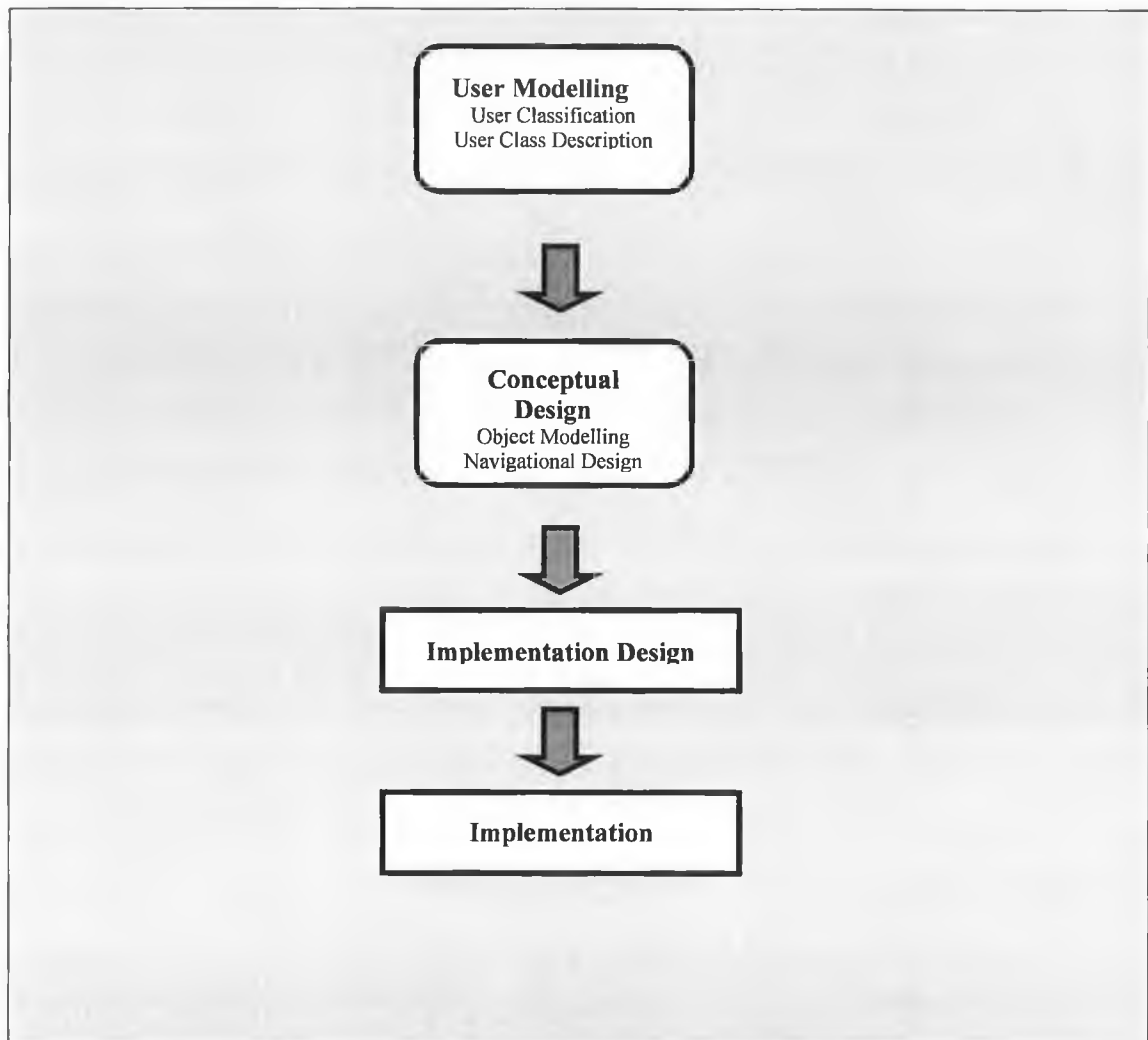 User Modelling
User Classification
User Class Description
Conceptual
Design
Object Modelling
Navigational Design
Implementation Design
Implementation